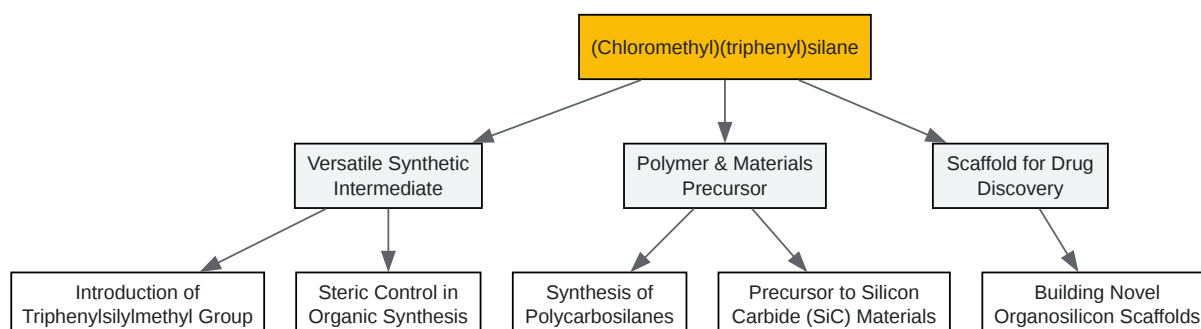 (Chloromethyl)(triphenyl)silane
Versatile Synthetic
Intermediate
Polymer & Materials
Precursor
Scaffold for Drug
Discovery
Introduction of
Triphenylsilylmethyl Group
Steric Control in
Organic Synthesis
Synthesis of
Polycarbosilanes
Precursor to Silicon
Carbide (SiC) Materials
Building Novel
Organosilicon Scaffolds